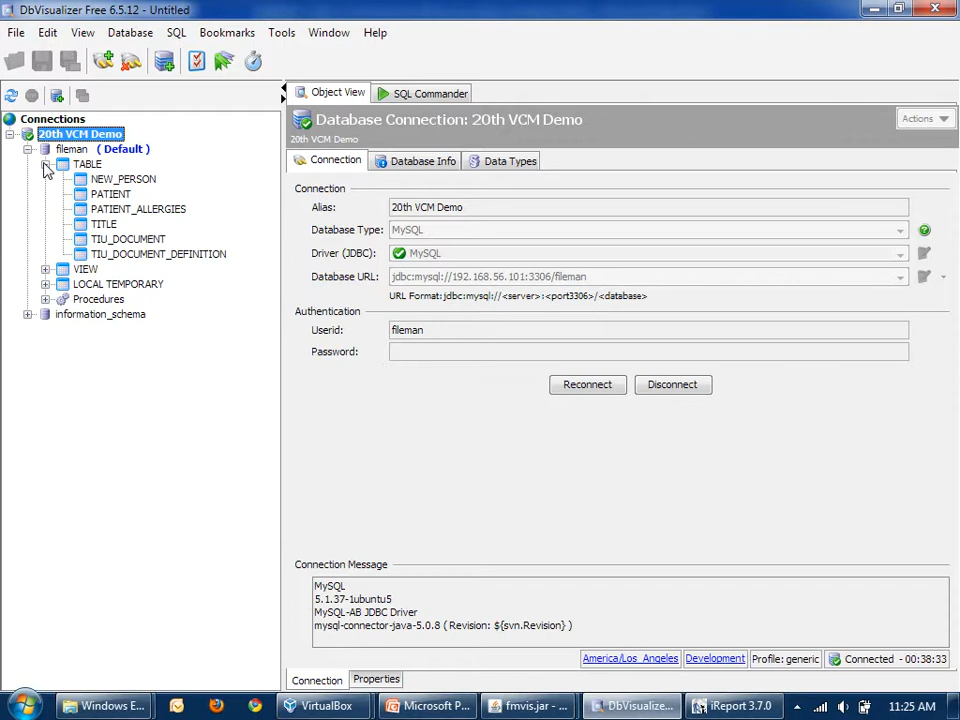 DbVisualizer Free 6.5.12 - Untitled
File Edit View Database SQL Bookmarks Tools Window Help
Object View SQL Commander
Connections
20th VCM Demo
fileman ( Default )
TABLE
NEW_PERSON
PATIENT
PATIENT_ALLERGIES
TITLE
TIU_DOCUMENT
TIU_DOCUMENT_DEFINITION
VIEW
LOCAL TEMPORARY
Procedures
information_schema
Database Connection: 20th VCM Demo
Actions
20th VCM Demo
Connection Database Info Data Types
Connection
Alias: 20th VCM Demo
Database Type: MySQL
Driver (JDBC): MySQL
Database URL: jdbc:mysql://192.168.56.101:3306/fileman
URL Format:jdbc:mysql://<server>:<port3306>/<database>
Authentication
Userid: fileman
Password:
Reconnect Disconnect
Connection Message
MySQL
5.1.37-1ubuntu5
MySQL-AB JDBC Driver
mysql-connector-java-5.0.8 ( Revision: ${svn.Revision} )
America/Los_Angeles Development Profile: generic Connected - 00:38:33
Connection Properties
Windows E... VirtualBox Microsoft P... fmvis.jar - ... DbVisualize... iReport 3.7.0 11:25 AM